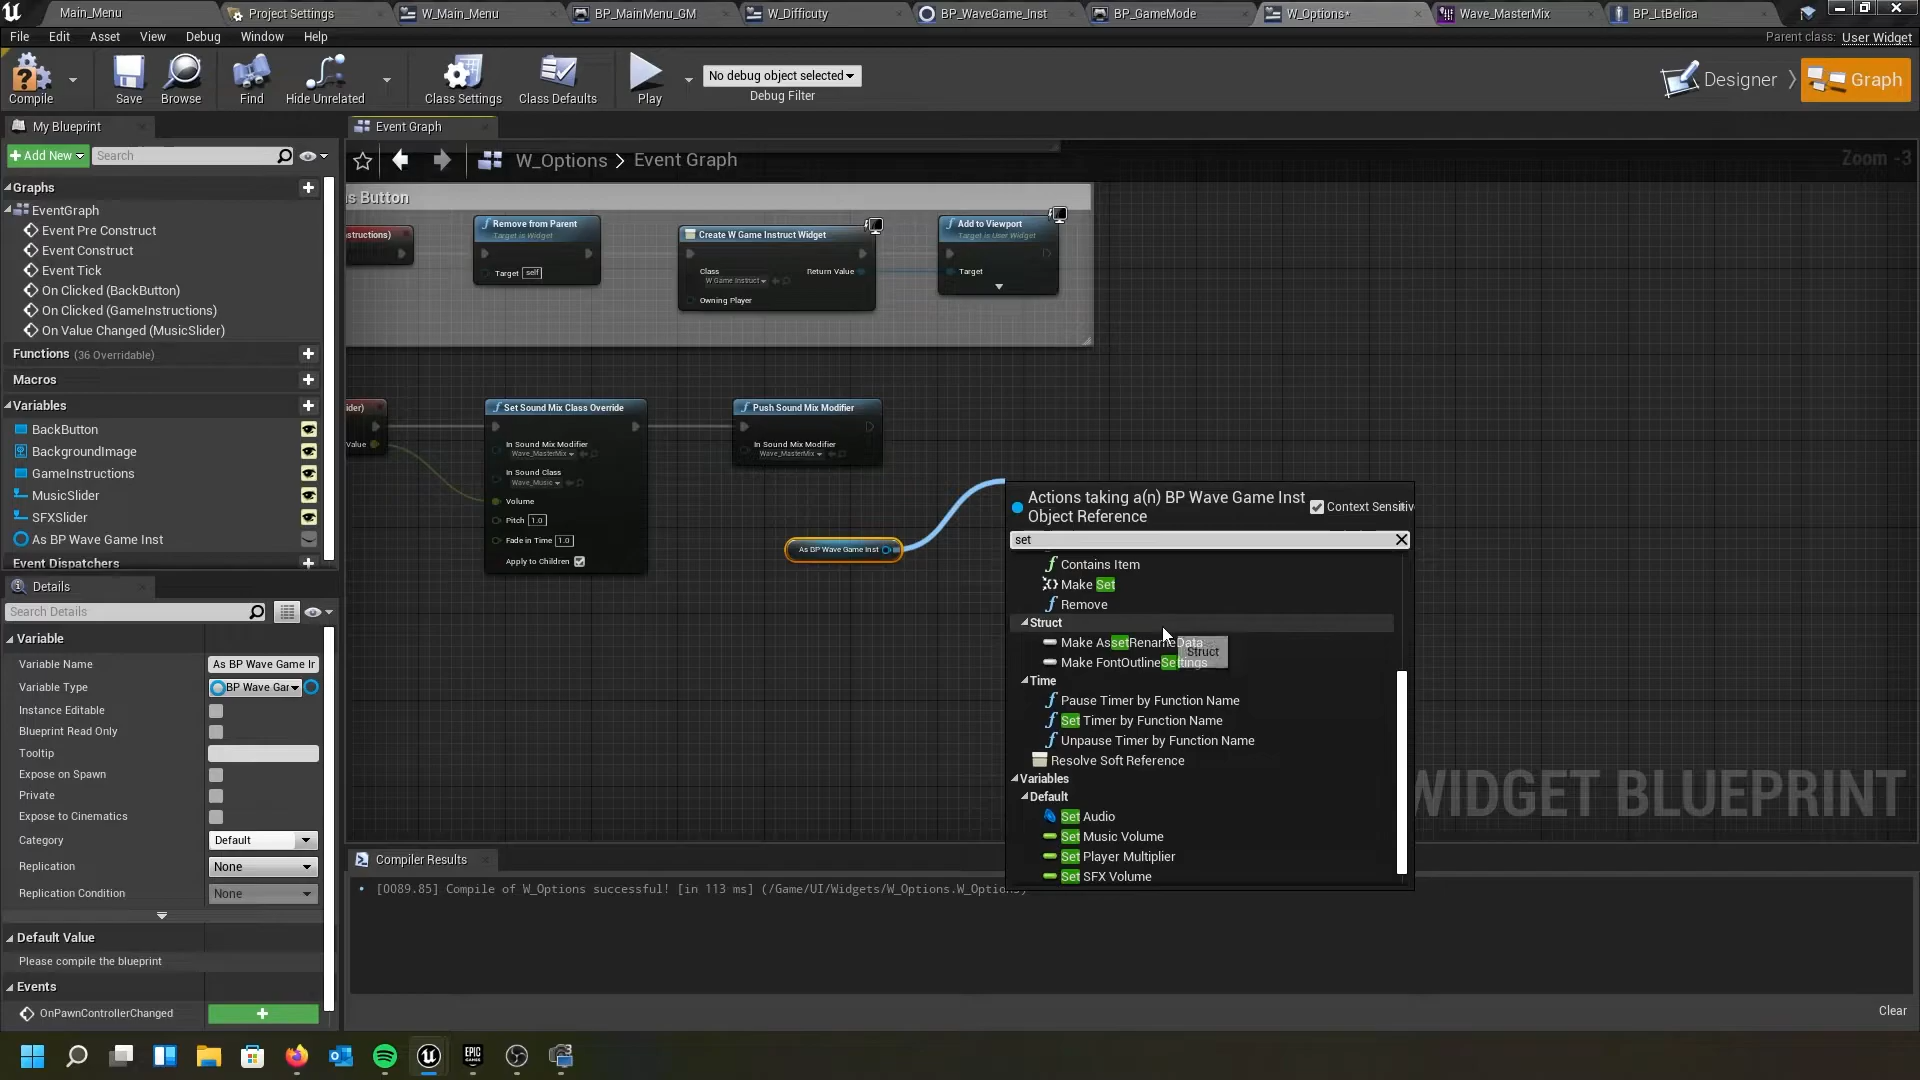 Main_Menu
Project Settings
W_Main_Menu
BP_MainMenu_GM
W_Difficuty
BP_WaveGame_Inst
BP_GameMode
W_Options*
Wave_MasterMix
BP_LtBelica
File Edit Asset View Debug Window Help
Parent class: User Widget
Compile
Save
Browse
Find
Hide Unrelated
Class Settings
Class Defaults
Play
No debug object selected
Debug Filter
Designer
Graph
My Blueprint
Add New
Search
Graphs
EventGraph
Event Pre Construct
Event Construct
Event Tick
On Clicked (BackButton)
On Clicked (GameInstructions)
On Value Changed (MusicSlider)
Functions (36 Overridable)
Macros
Variables
BackButton
BackgroundImage
GameInstructions
MusicSlider
SFXSlider
As BP Wave Game Inst
Event Dispatchers
Details
Search Details
Variable
Variable Name As BP Wave Game Ir
Variable Type BP Wave Gar
Instance Editable
Blueprint Read Only
Tooltip
Expose on Spawn
Private
Expose to Cinematics
Category Default
Replication None
Replication Condition None
Default Value
Please compile the blueprint
Events
OnPawnControllerChanged
Event Graph
W_Options > Event Graph
Zoom -3
s Button
structions)
Remove from Parent
Target is Widget
Target self
Create W Game Instruct Widget
Class
W Game Instruct
Return Value
Owning Player
Add to Viewport
Target is User Widget
Target
ider)
Value
Set Sound Mix Class Override
In Sound Mix Modifier
Wave_MasterMix
In Sound Class
Wave_Music
Volume
Pitch 1.0
Fade in Time 1.0
Apply to Children
Push Sound Mix Modifier
In Sound Mix Modifier
Wave_MasterMix
As BP Wave Game Inst
Actions taking a(n) BP Wave Game Inst
Object Reference
Context Sensitiv
set
Contains Item
Make Set
Remove
Struct
Make AssetRenameData
Struct
Make FontOutlineSettings
Time
Pause Timer by Function Name
Set Timer by Function Name
Unpause Timer by Function Name
Resolve Soft Reference
Variables
Default
Set Audio
Set Music Volume
Set Player Multiplier
Set SFX Volume
WIDGET BLUEPRINT
Compiler Results
[0089.85] Compile of W_Options successful! [in 113 ms] (/Game/UI/Widgets/W_Options.W_Options)
Clear
EPIC
GAMES